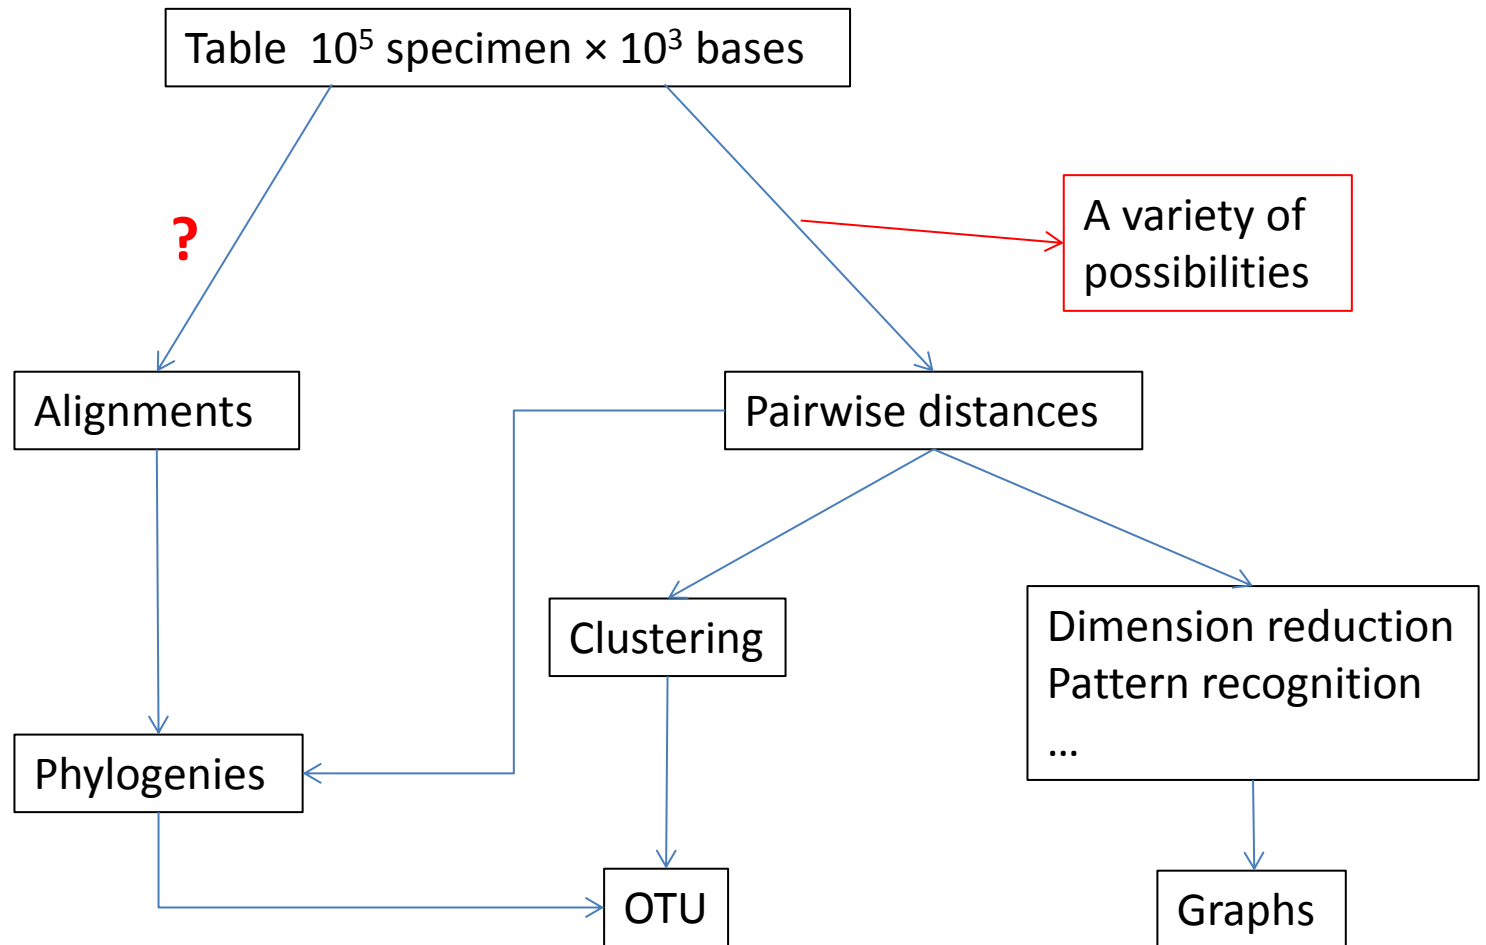 Table 10⁵ specimen × 10³ bases
?
A variety of
possibilities
Alignments
Pairwise distances
Clustering
Dimension reduction
Pattern recognition
...
Phylogenies
OTU
Graphs